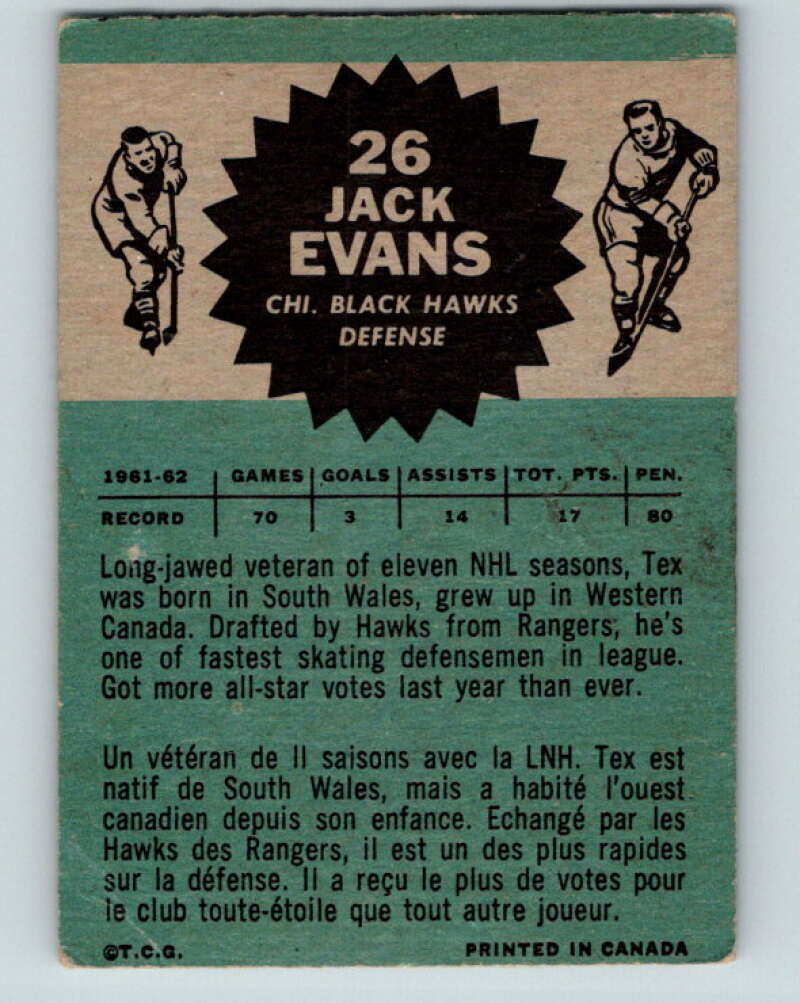 26
JACK
EVANS
CHI. BLACK HAWKS
DEFENSE
1961-62 GAMES GOALS ASSISTS TOT. PTS. PEN.
RECORD 70 3 14 17 80
Long-jawed veteran of eleven NHL seasons, Tex
was born in South Wales, grew up in Western
Canada. Drafted by Hawks from Rangers, he's
one of fastest skating defensemen in league.
Got more all-star votes last year than ever.
Un vétéran de II saisons avec la LNH. Tex est
natif de South Wales, mais a habité l'ouest
canadien depuis son enfance. Echangé par les
Hawks des Rangers, il est un des plus rapides
sur la défense. Il a reçu le plus de votes pour
le club toute-étoile que tout autre joueur.
©T.C.G. PRINTED IN CANADA